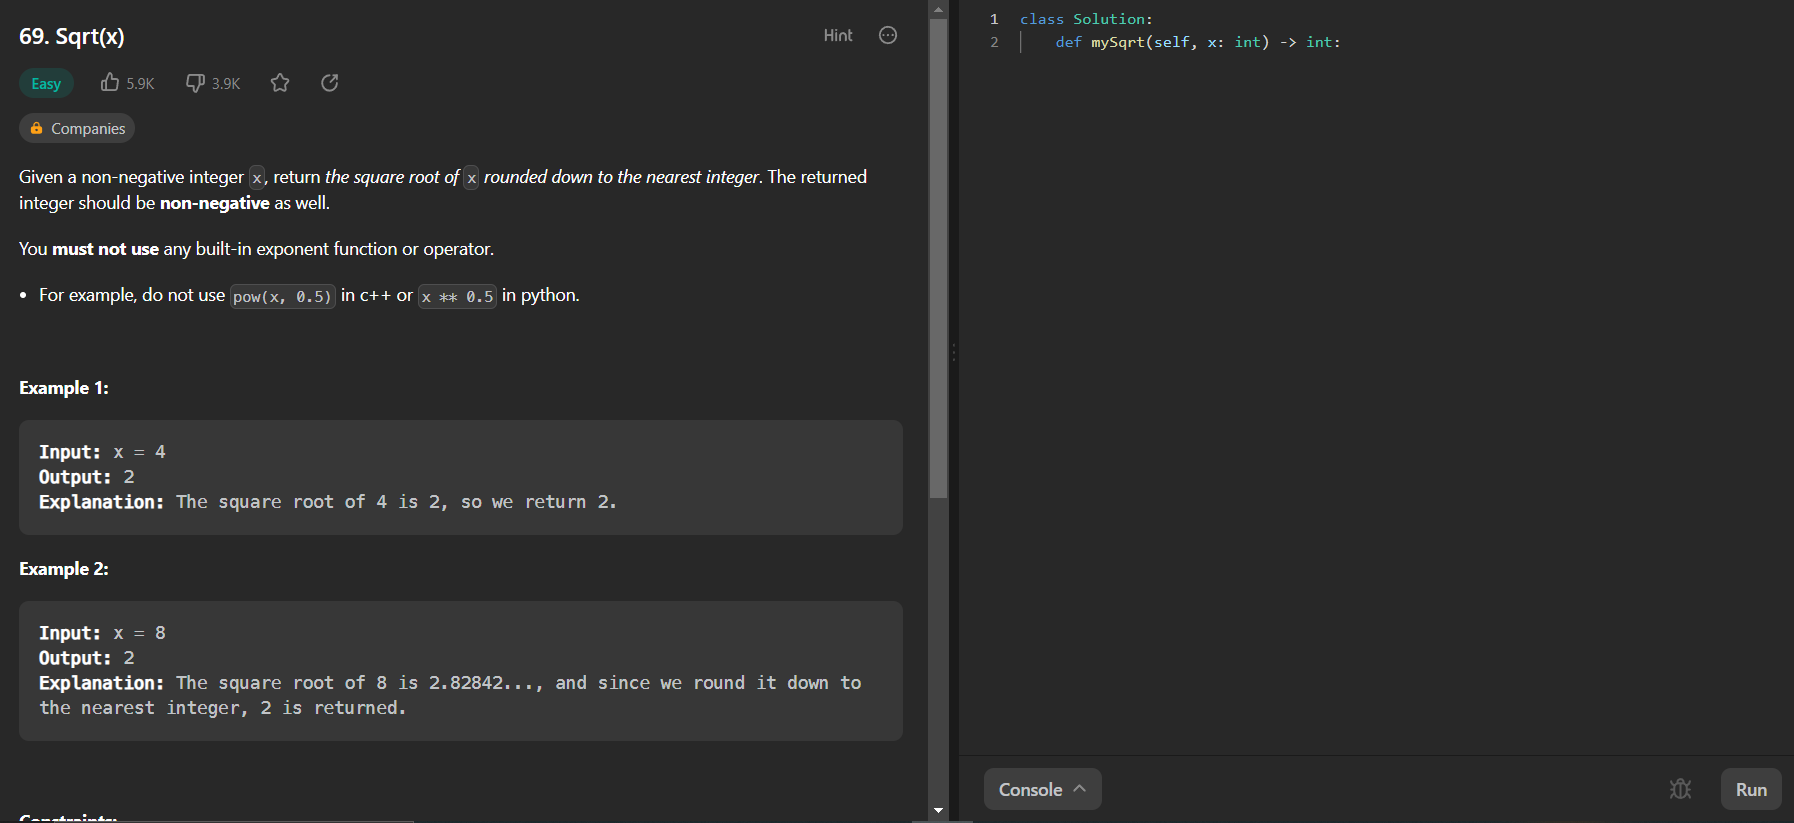 69. Sqrt(x)
Hint
Easy 5.9K 3.9K
Companies
Given a non-negative integer x, return the square root of x rounded down to the nearest integer. The returned
integer should be non-negative as well.
You must not use any built-in exponent function or operator.
• For example, do not use pow(x, 0.5) in c++ or x ** 0.5 in python.
Example 1:
Input: x = 4
Output: 2
Explanation: The square root of 4 is 2, so we return 2.
Example 2:
Input: x = 8
Output: 2
Explanation: The square root of 8 is 2.82842..., and since we round it down to
the nearest integer, 2 is returned.
Constraints:
1 class Solution:
2 def mySqrt(self, x: int) -> int:
Console
Run